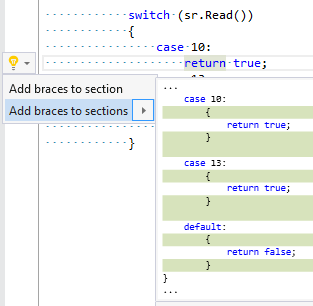 switch (sr.Read())
{
case 10:
return true;
Add braces to section
Add braces to sections
}
...
case 10:
{
return true;
}
case 13:
{
return true;
}
default:
{
return false;
}
}
...